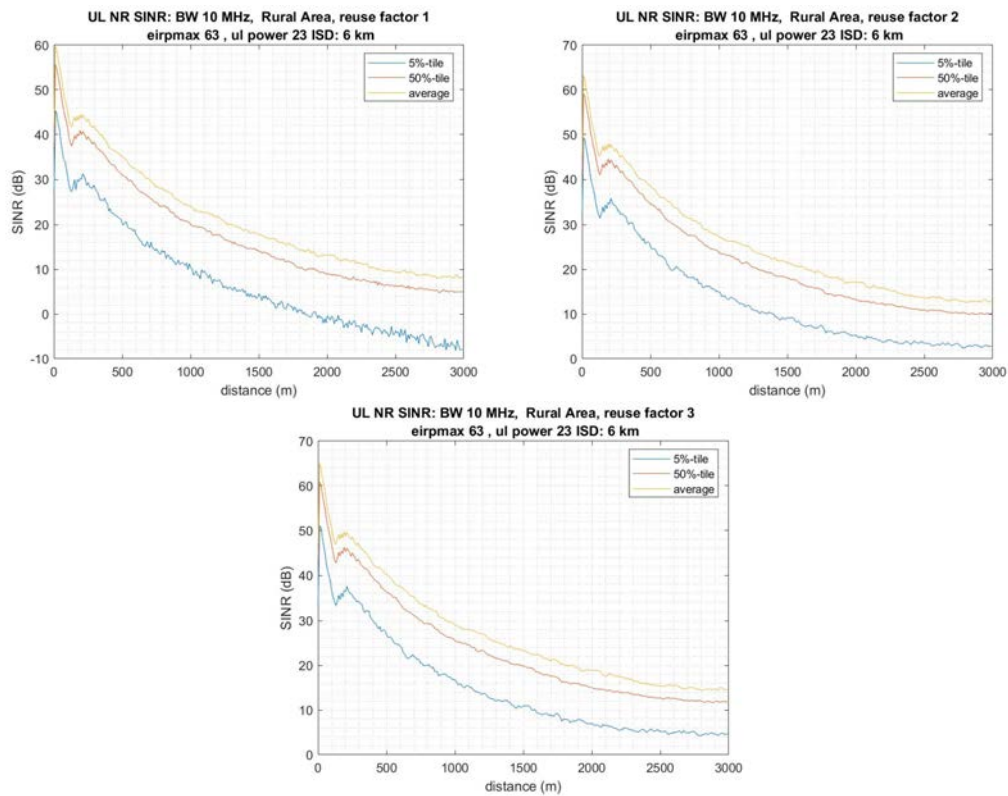 UL NR SINR: BW 10 MHz,  Rural Area, reuse factor 1
eirpmax 63 , ul power 23 ISD: 6 km
60
50
40
30
20
10
0
-10
SINR (dB)
5%-tile
50%-tile
average
0
500
1000
1500
2000
2500
3000
distance (m)
UL NR SINR: BW 10 MHz,  Rural Area, reuse factor 2
eirpmax 63 , ul power 23 ISD: 6 km
70
60
50
40
30
20
10
0
SINR (dB)
5%-tile
50%-tile
average
0
500
1000
1500
2000
2500
3000
distance (m)
UL NR SINR: BW 10 MHz,  Rural Area, reuse factor 3
eirpmax 63 , ul power 23 ISD: 6 km
70
60
50
40
30
20
10
0
SINR (dB)
5%-tile
50%-tile
average
0
500
1000
1500
2000
2500
3000
distance (m)